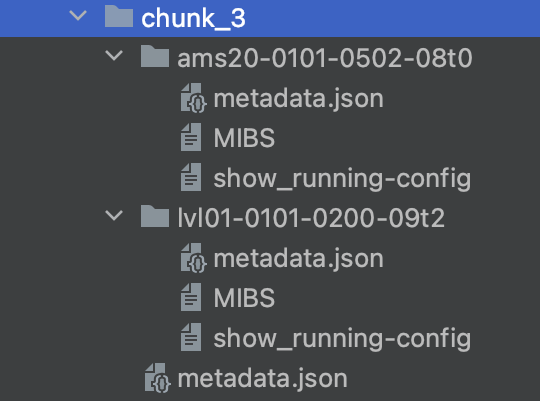 chunk_3
ams20-0101-0502-08t0
metadata.json
MIBS
show_running-config
lvl01-0101-0200-09t2
metadata.json
MIBS
show_running-config
metadata.json